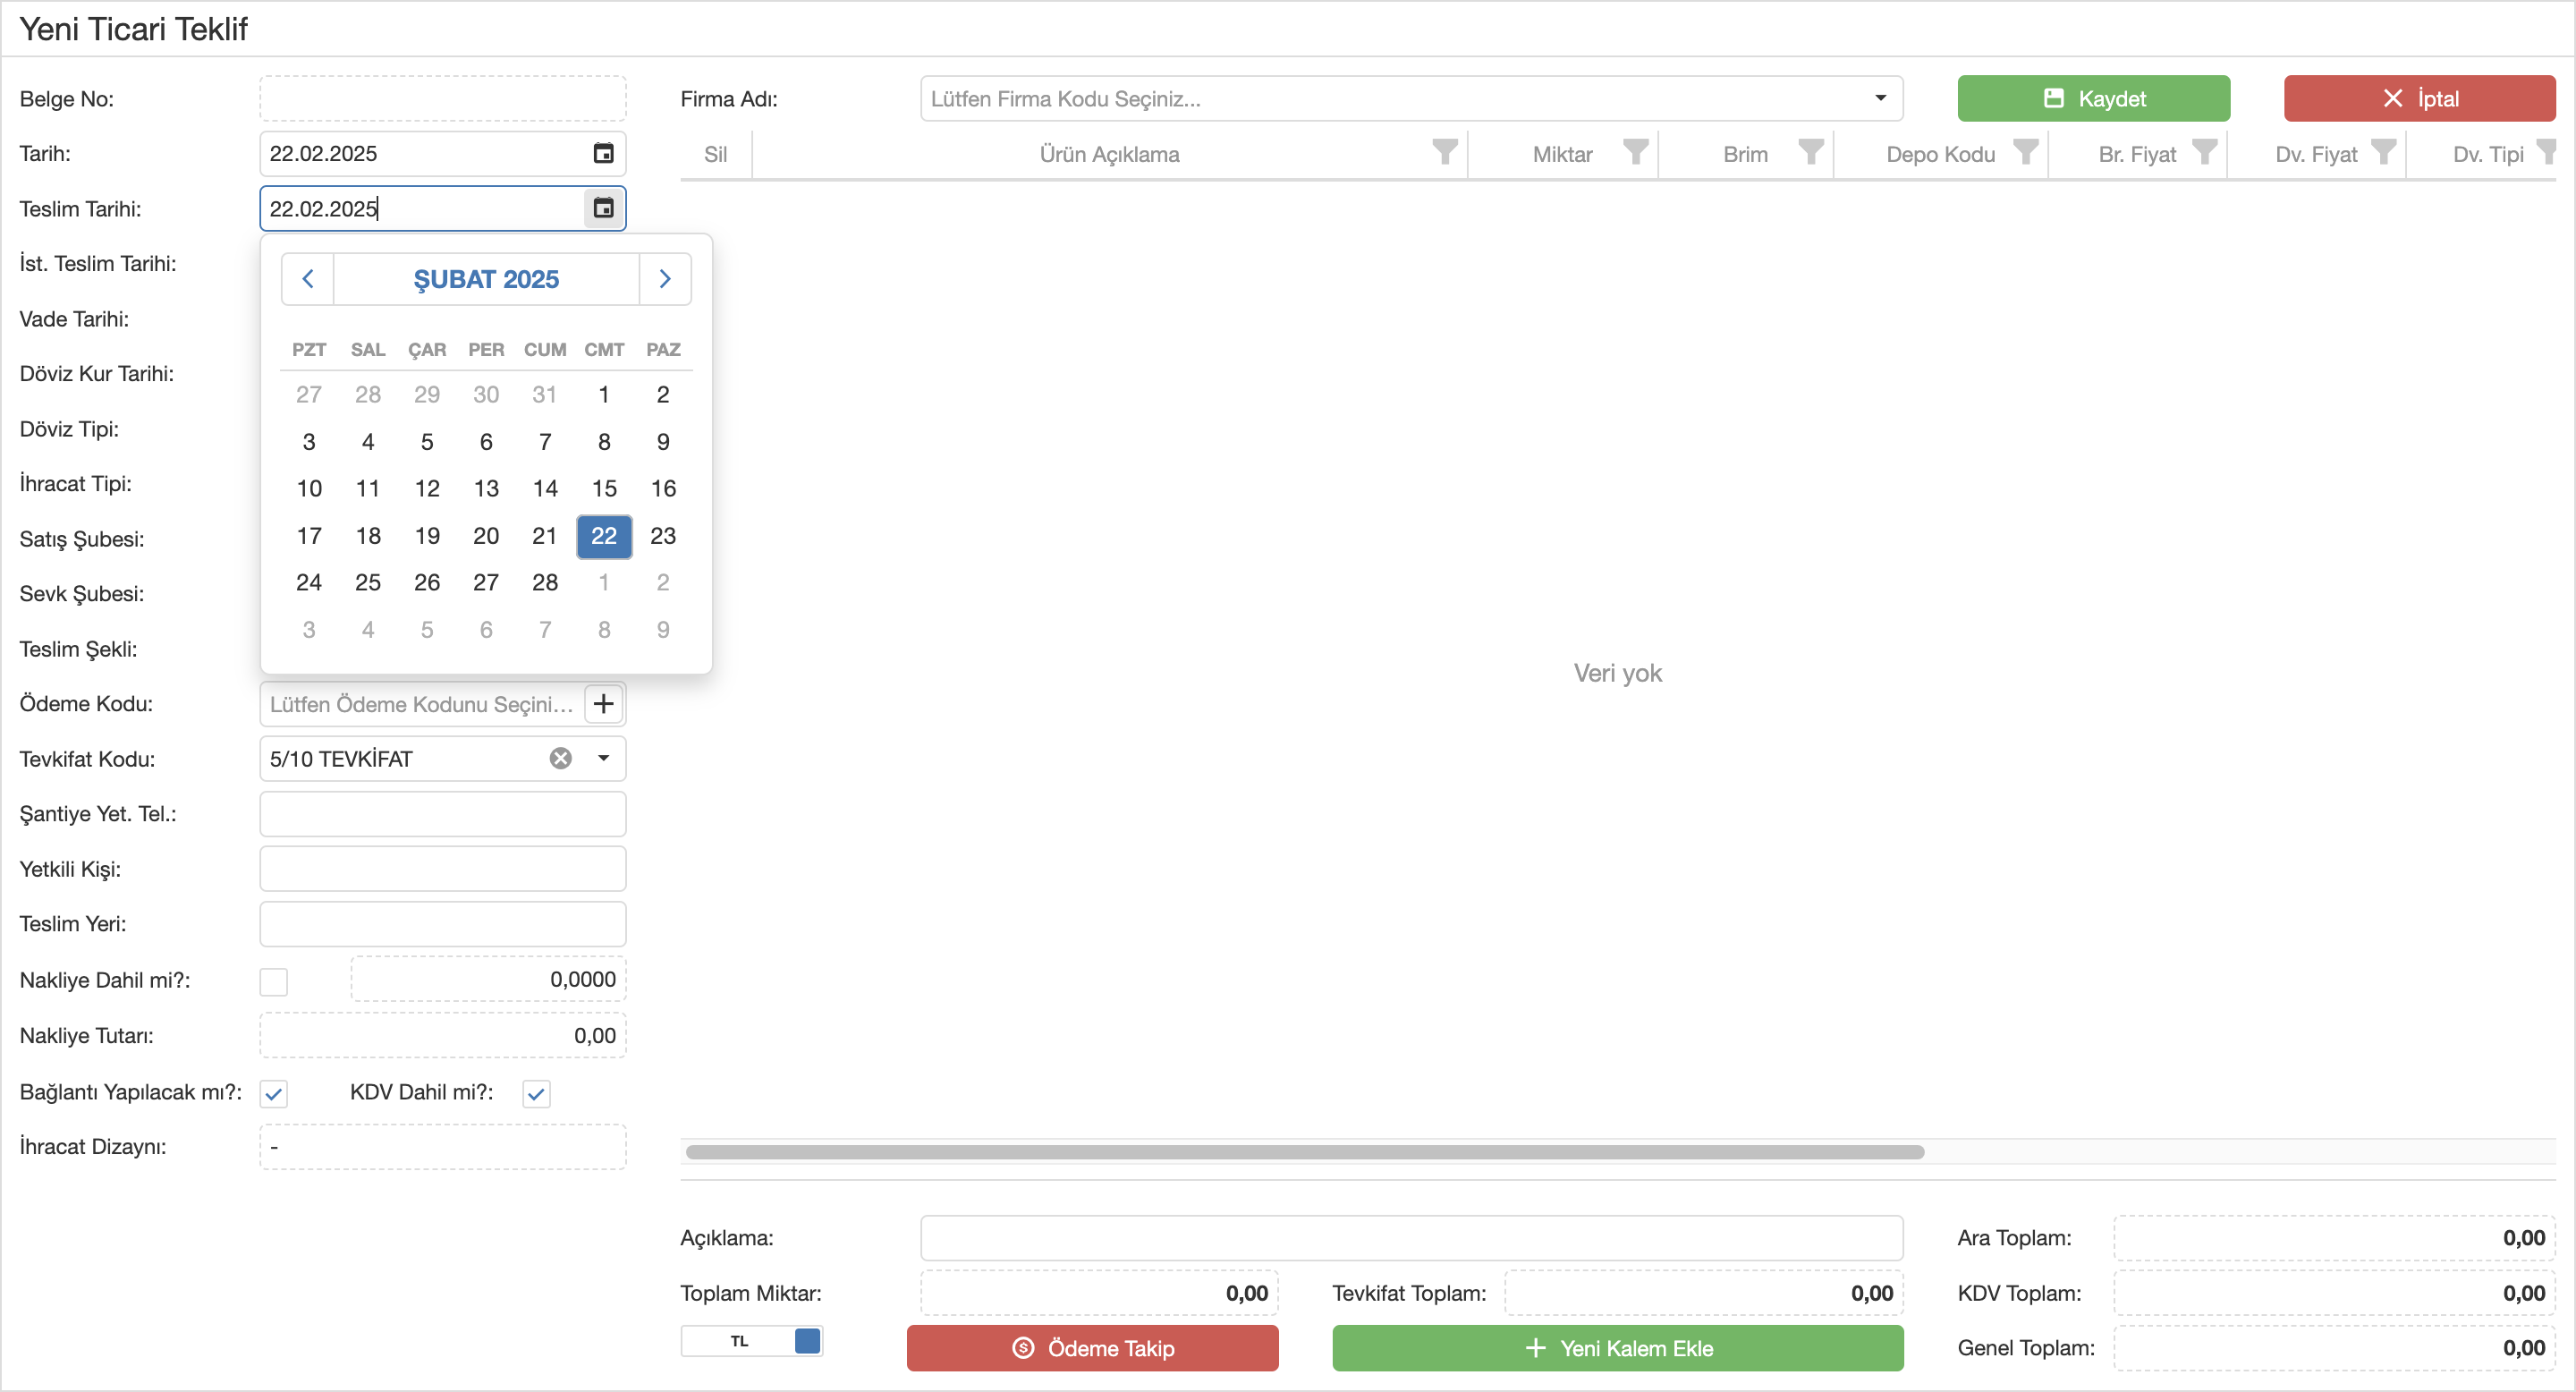 Yeni Ticari Teklif
Belge No:
Firma Adı: Lütfen Firma Kodu Seçiniz... Kaydet İptal
Tarih: 22.02.2025
Sil Ürün Açıklama Miktar Brim Depo Kodu Br. Fiyat Dv. Fiyat Dv. Tipi
Teslim Tarihi: 22.02.2025
İst. Teslim Tarihi:
Vade Tarihi:
Döviz Kur Tarihi:
Döviz Tipi:
İhracat Tipi:
Satış Şubesi:
Sevk Şubesi:
Teslim Şekli:
ŞUBAT 2025
PZT SAL ÇAR PER CUM CMT PAZ
27 28 29 30 31 1 2
3 4 5 6 7 8 9
10 11 12 13 14 15 16
17 18 19 20 21 22 23
24 25 26 27 28 1 2
3 4 5 6 7 8 9
Ödeme Kodu: Lütfen Ödeme Kodunu Seçini...
Tevkifat Kodu: 5/10 TEVKİFAT
Şantiye Yet. Tel.:
Yetkili Kişi:
Teslim Yeri:
Nakliye Dahil mi?: 0,0000
Nakliye Tutarı: 0,00
Bağlantı Yapılacak mı?: KDV Dahil mi?:
İhracat Dizaynı: -
Veri yok
Açıklama: Ara Toplam: 0,00
Toplam Miktar: 0,00 Tevkifat Toplam: 0,00 KDV Toplam: 0,00
TL Ödeme Takip Yeni Kalem Ekle Genel Toplam: 0,00